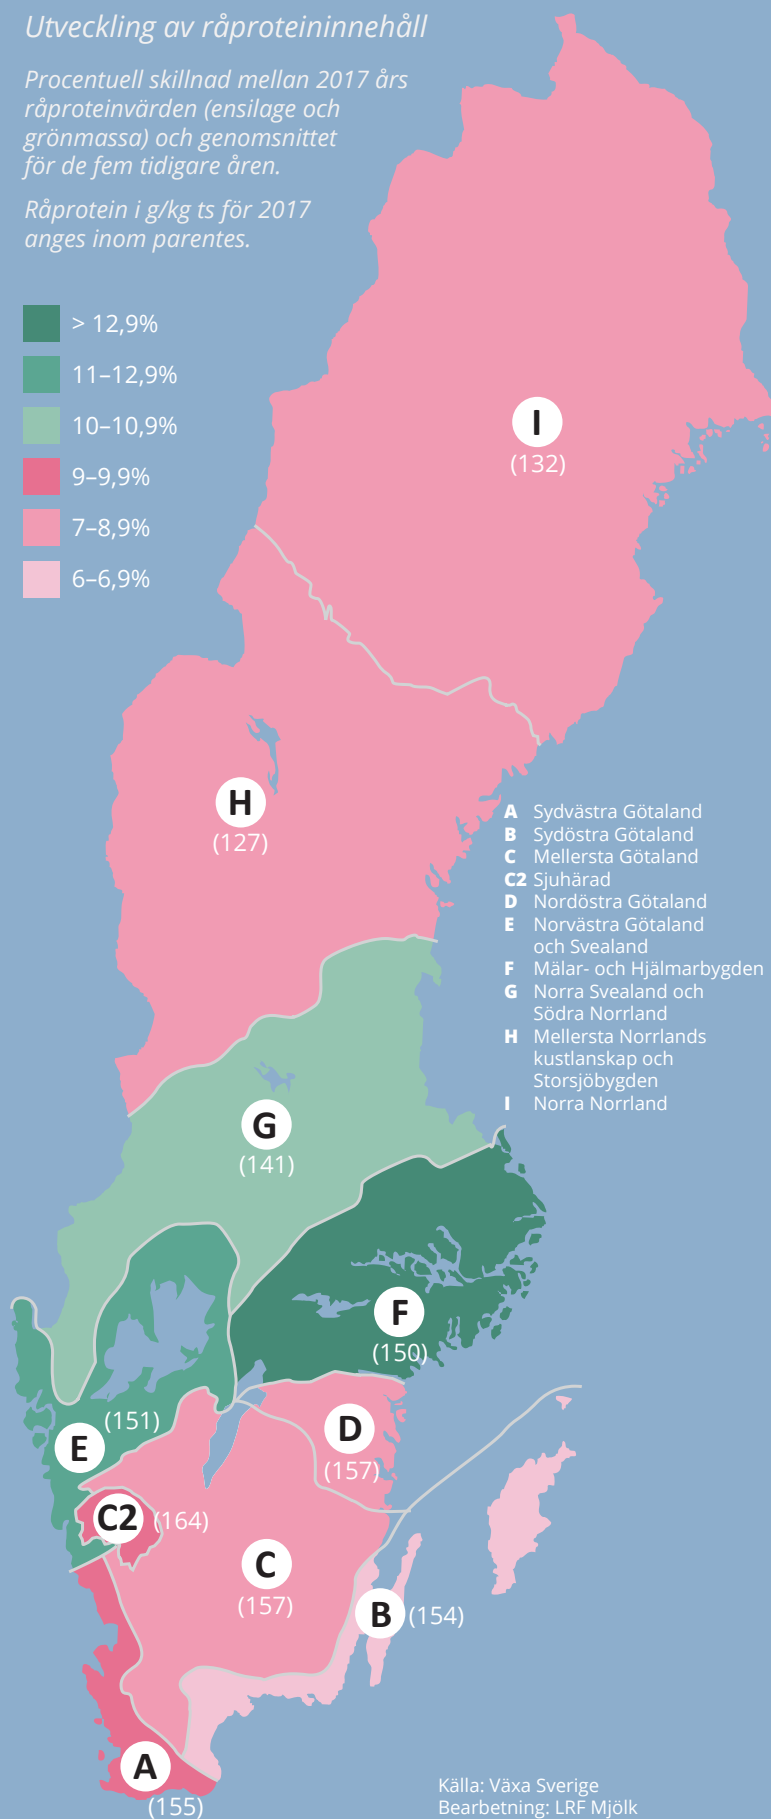 Utveckling av råproteininnehåll
Procentuell skillnad mellan 2017 års
råproteinvärden (ensilage och
grönmassa) och genomsnittet
för de fem tidigare åren.
Råprotein i g/kg ts för 2017
anges inom parentes.
> 12,9%
11–12,9%
10–10,9%
9–9,9%
7–8,9%
6–6,9%
I
(132)
H
(127)
A Sydvästra Götaland
B Sydöstra Götaland
C Mellersta Götaland
C2 Sjuhärad
D Nordöstra Götaland
E Norvästra Götaland
och Svealand
F Mälar- och Hjälmarbygden
G Norra Svealand och
Södra Norrland
H Mellersta Norrlands
kustlanskap och
Storsjöbygden
I Norra Norrland
G
(141)
F
(150)
(151)
E
D
(157)
C2 (164)
C
(157)
B (154)
A
(155)
Källa: Växa Sverige
Bearbetning: LRF Mjölk